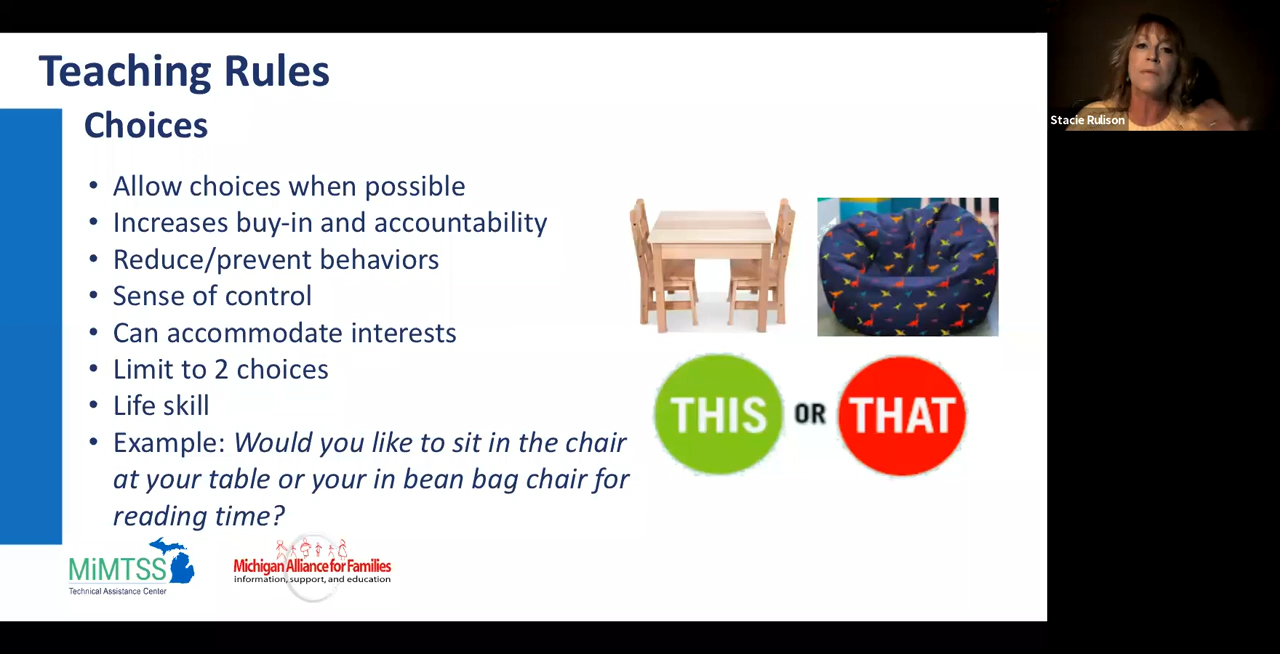 Teaching Rules
Choices
• Allow choices when possible
• Increases buy-in and accountability
• Reduce/prevent behaviors
• Sense of control
• Can accommodate interests
• Limit to 2 choices
• Life skill
• Example: Would you like to sit in the chair
at your table or your in bean bag chair for
reading time?
THIS OR THAT
MiMTSS
Technical Assistance Center
Michigan Alliance for Families
information, support, and education
Stacie Rulison